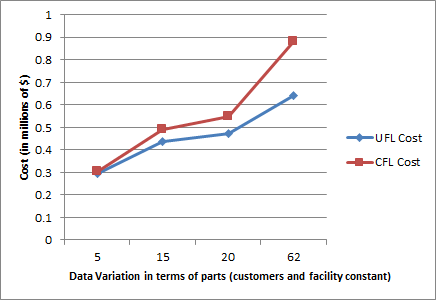 1
0.9
0.8
0.7
0.6
0.5
0.4
0.3
0.2
0.1
0
Cost (in millions of $)
5 15 20 62
Data Variation in terms of parts (customers and facility constant)
UFL Cost
CFL Cost